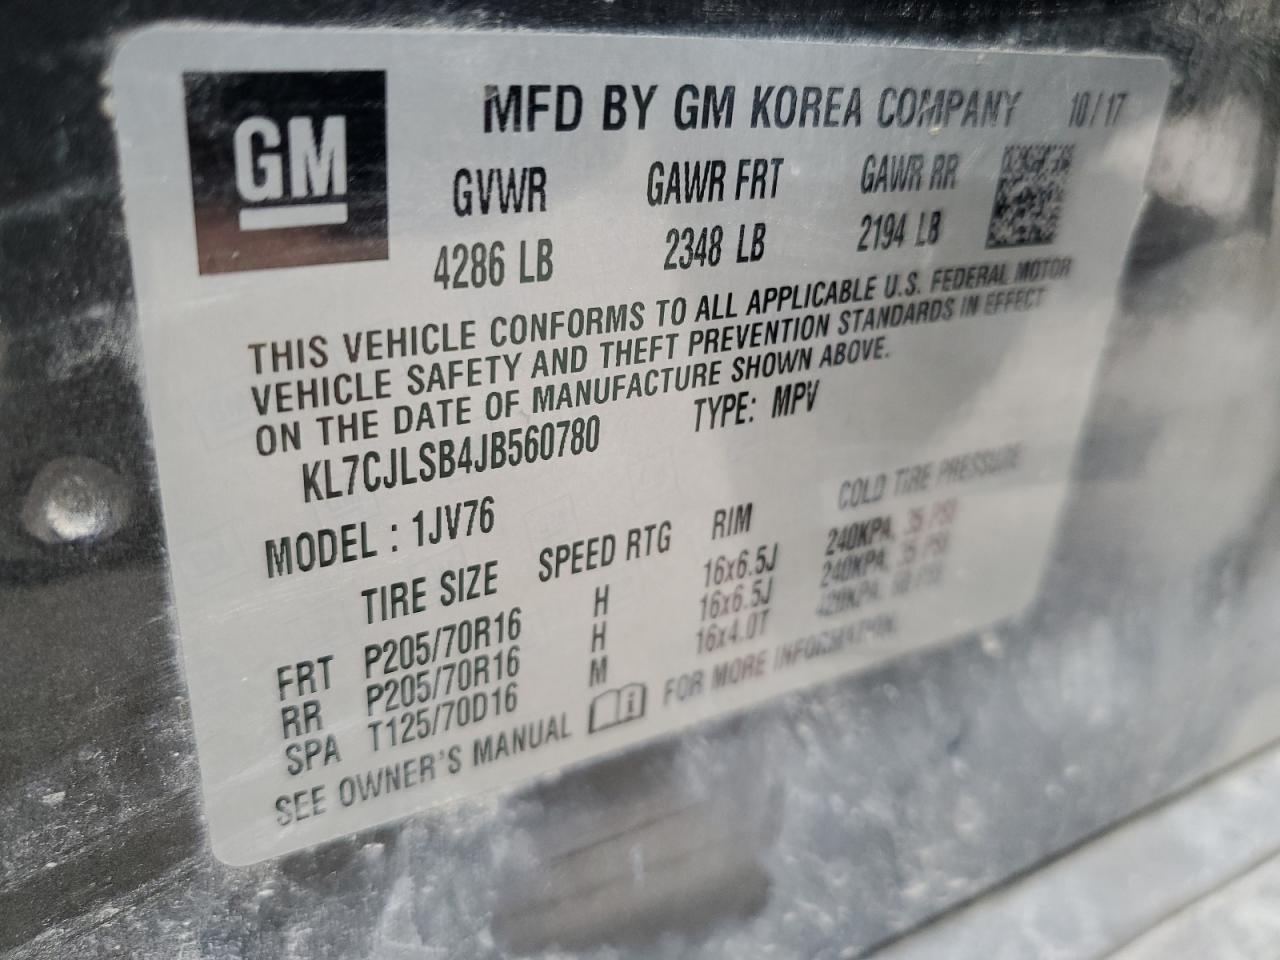 GM
MFD BY GM KOREA COMPANY 10/17
GVWR GAWR FRT GAWR RR
4286 LB 2348 LB 2194 LB
THIS VEHICLE CONFORMS TO ALL APPLICABLE U.S. FEDERAL MOTOR
VEHICLE SAFETY AND THEFT PREVENTION STANDARDS IN EFFECT
ON THE DATE OF MANUFACTURE SHOWN ABOVE.
KL7CJLSB4JB560780 TYPE: MPV
MODEL : 1JV76
TIRE SIZE SPEED RTG RIM COLD TIRE PRESSURE
FRT P205/70R16 H 16x6.5J 240KPA, 35 PSI
RR P205/70R16 H 16x6.5J 240KPA, 35 PSI
SPA T125/70D16 M 16x4.0T 420KPA, 60 PSI
SEE OWNER'S MANUAL FOR MORE INFORMATION.